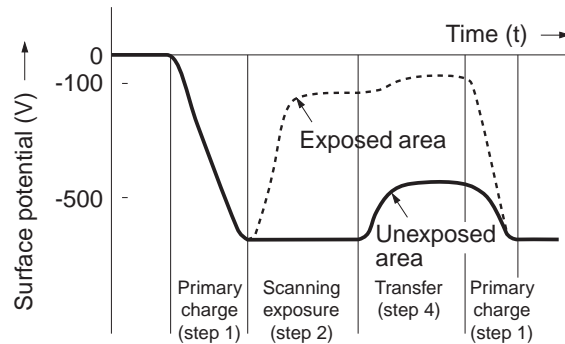 Time (t)
0
-100
-500
Surface potential (V)
Exposed area
Unexposed
area
Primary
charge
(step 1)
Scanning
exposure
(step 2)
Transfer
(step 4)
Primary
charge
(step 1)